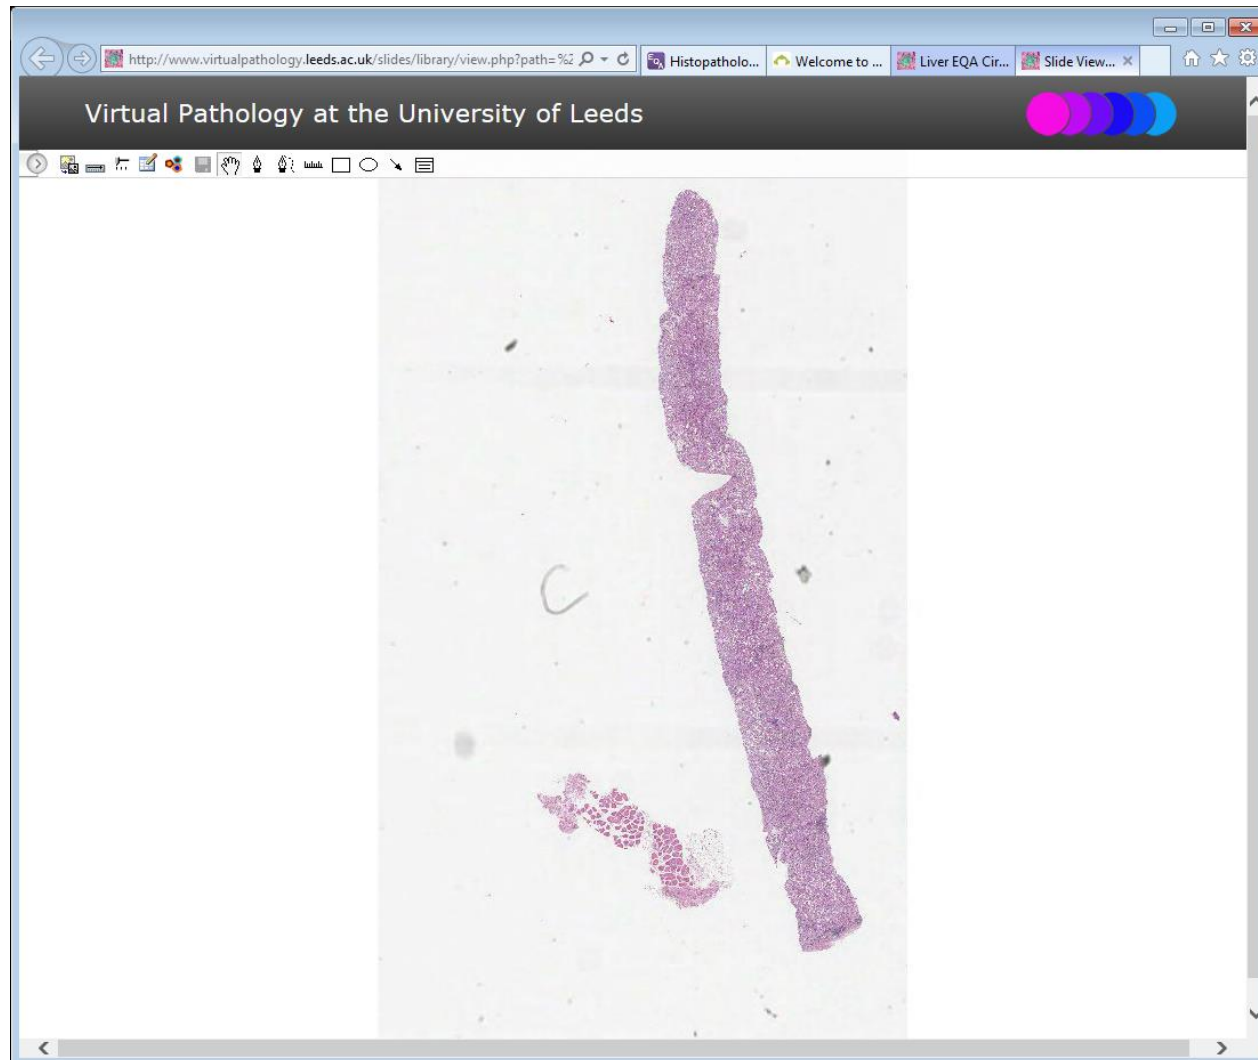 http://www.virtualpathology.leeds.ac.uk/slides/library/view.php?path=%2
Histopatholo...
Welcome to ...
Liver EQA Cir...
Slide View...
Virtual Pathology at the University of Leeds